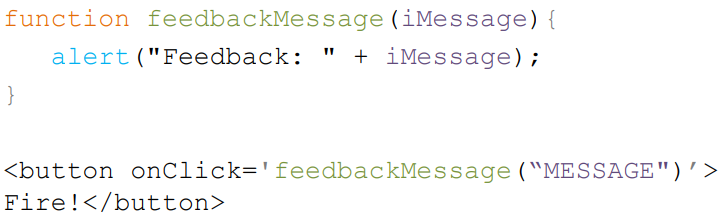 function feedbackMessage(iMessage){
   alert("Feedback: " + iMessage);
}
<button onClick='feedbackMessage(“MESSAGE")’>
Fire!</button>